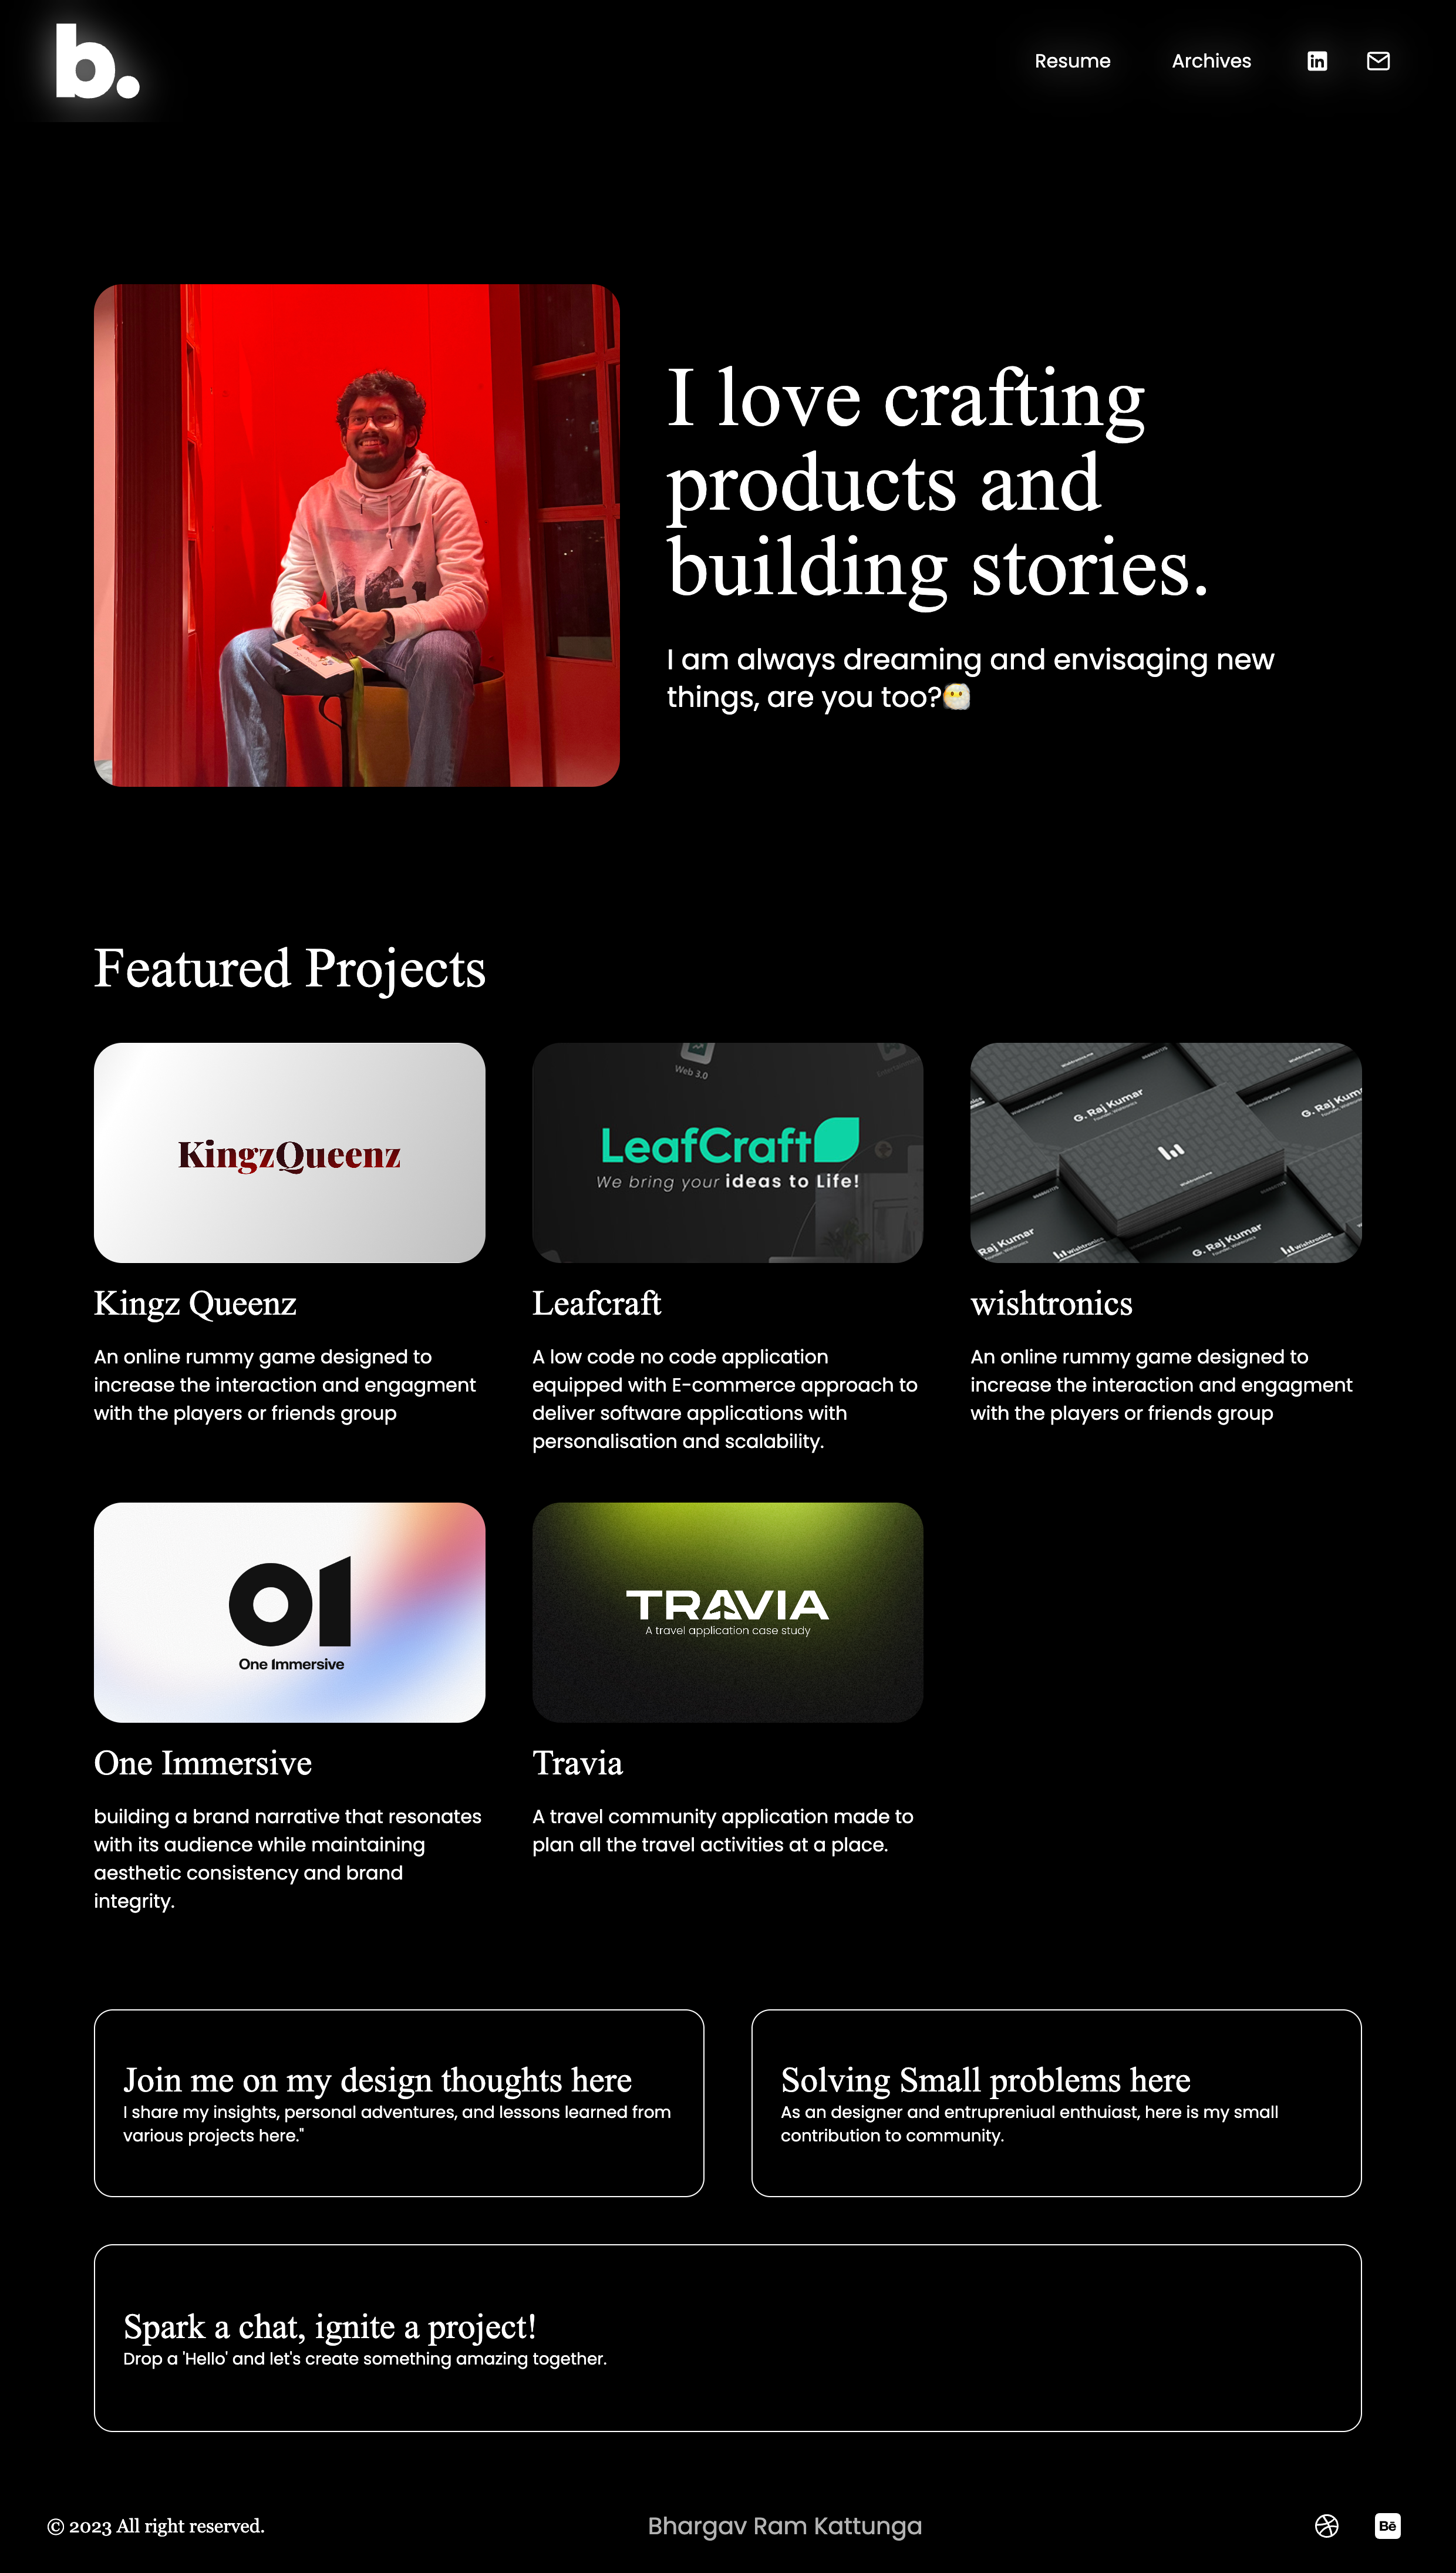 b.
Resume
Archives
in
I love crafting
products and
building stories.
I am always dreaming and envisaging new
things, are you too?😶
Featured Projects
KingzQueenz
Web 3.0
LeafCraft
We bring your ideas to Life!
G. Raj Kumar
Founder, Wishtronics
G. Raj Kumar
Wishtronics
G. Raj Kumar
Wishtronics
Kingz Queenz
An online rummy game designed to
increase the interaction and engagment
with the players or friends group
Leafcraft
A low code no code application
equipped with E-commerce approach to
deliver software applications with
personalisation and scalability.
wishtronics
An online rummy game designed to
increase the interaction and engagment
with the players or friends group
01
One Immersive
TRAVIA
A travel application case study
One Immersive
building a brand narrative that resonates
with its audience while maintaining
aesthetic consistency and brand
integrity.
Travia
A travel community application made to
plan all the travel activities at a place.
Join me on my design thoughts here
I share my insights, personal adventures, and lessons learned from
various projects here."
Solving Small problems here
As an designer and entrupreniual enthuiast, here is my small
contribution to community.
Spark a chat, ignite a project!
Drop a 'Hello' and let's create something amazing together.
© 2023 All right reserved.
Bhargav Ram Kattunga
Bē